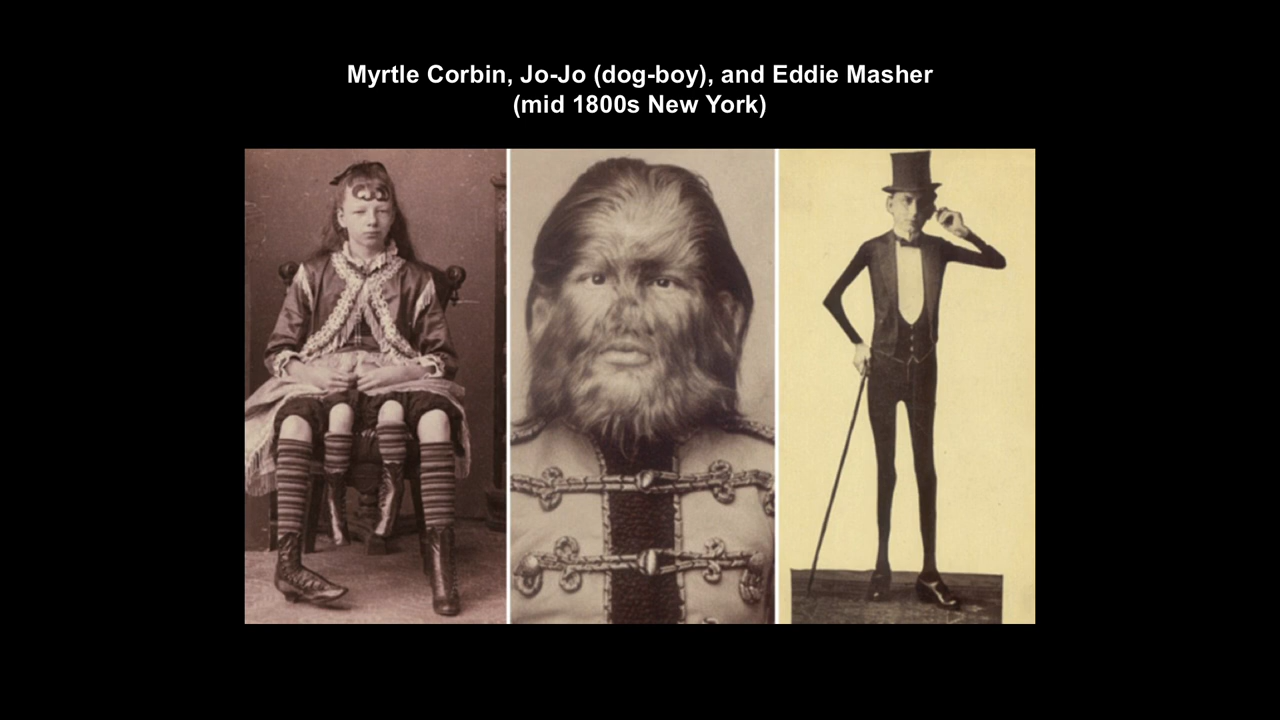 Myrtle Corbin, Jo-Jo (dog-boy), and Eddie Masher
(mid 1800s New York)